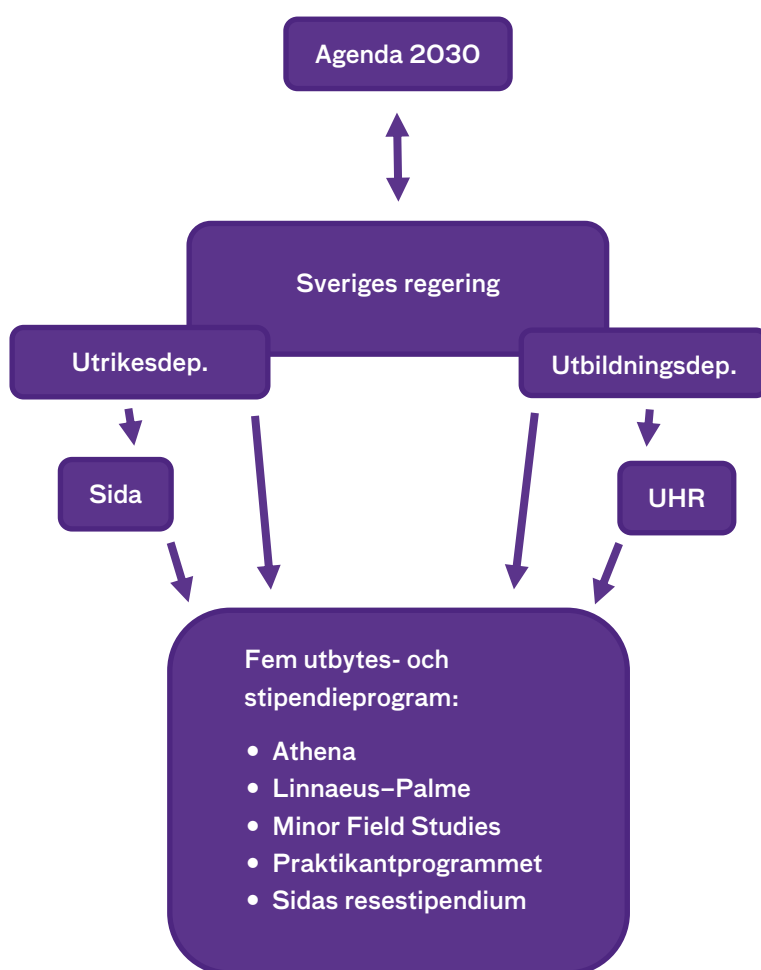 Agenda 2030
Sveriges regering
Utrikesdep.
Utbildningsdep.
Sida
UHR
Fem utbytes- och
stipendieprogram:
• Athena
• Linnaeus–Palme
• Minor Field Studies
• Praktikantprogrammet
• Sidas resestipendium